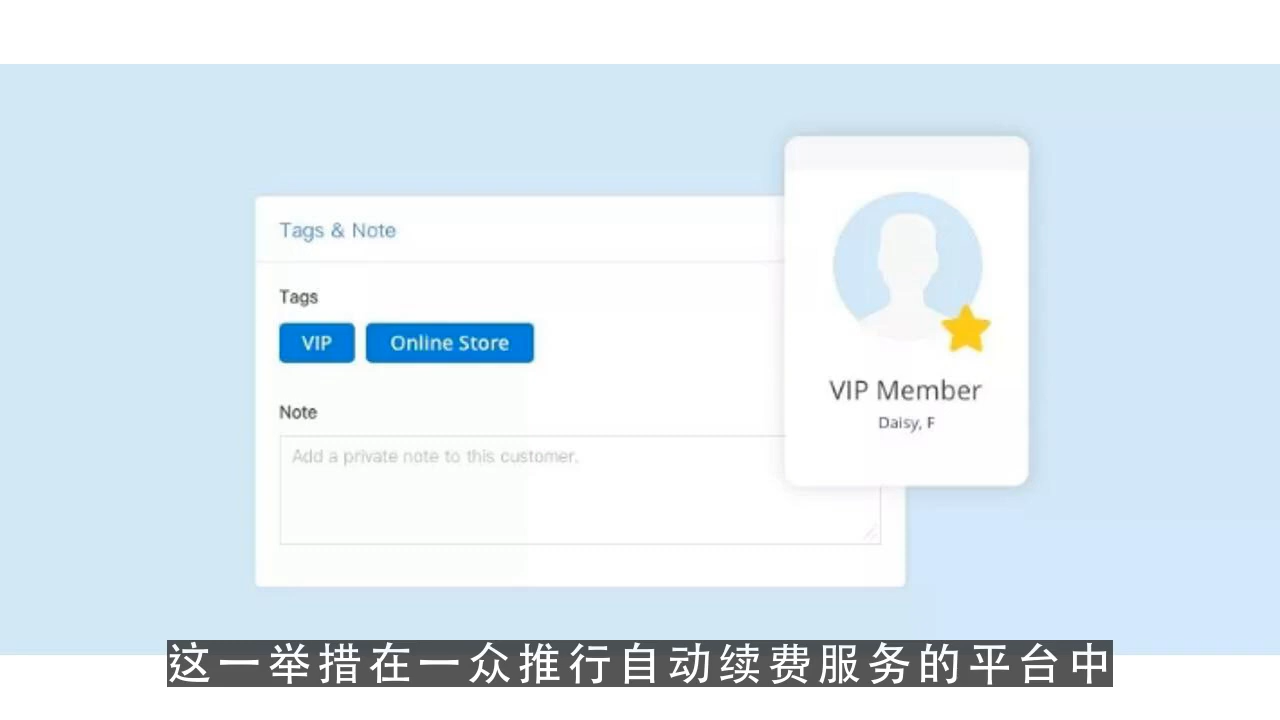 Tags & Note
Tags
VIP
Online Store
Note
Add a private note to this customer.
VIP Member
Daisy, F
这一举措在一众推行自动续费服务的平台中